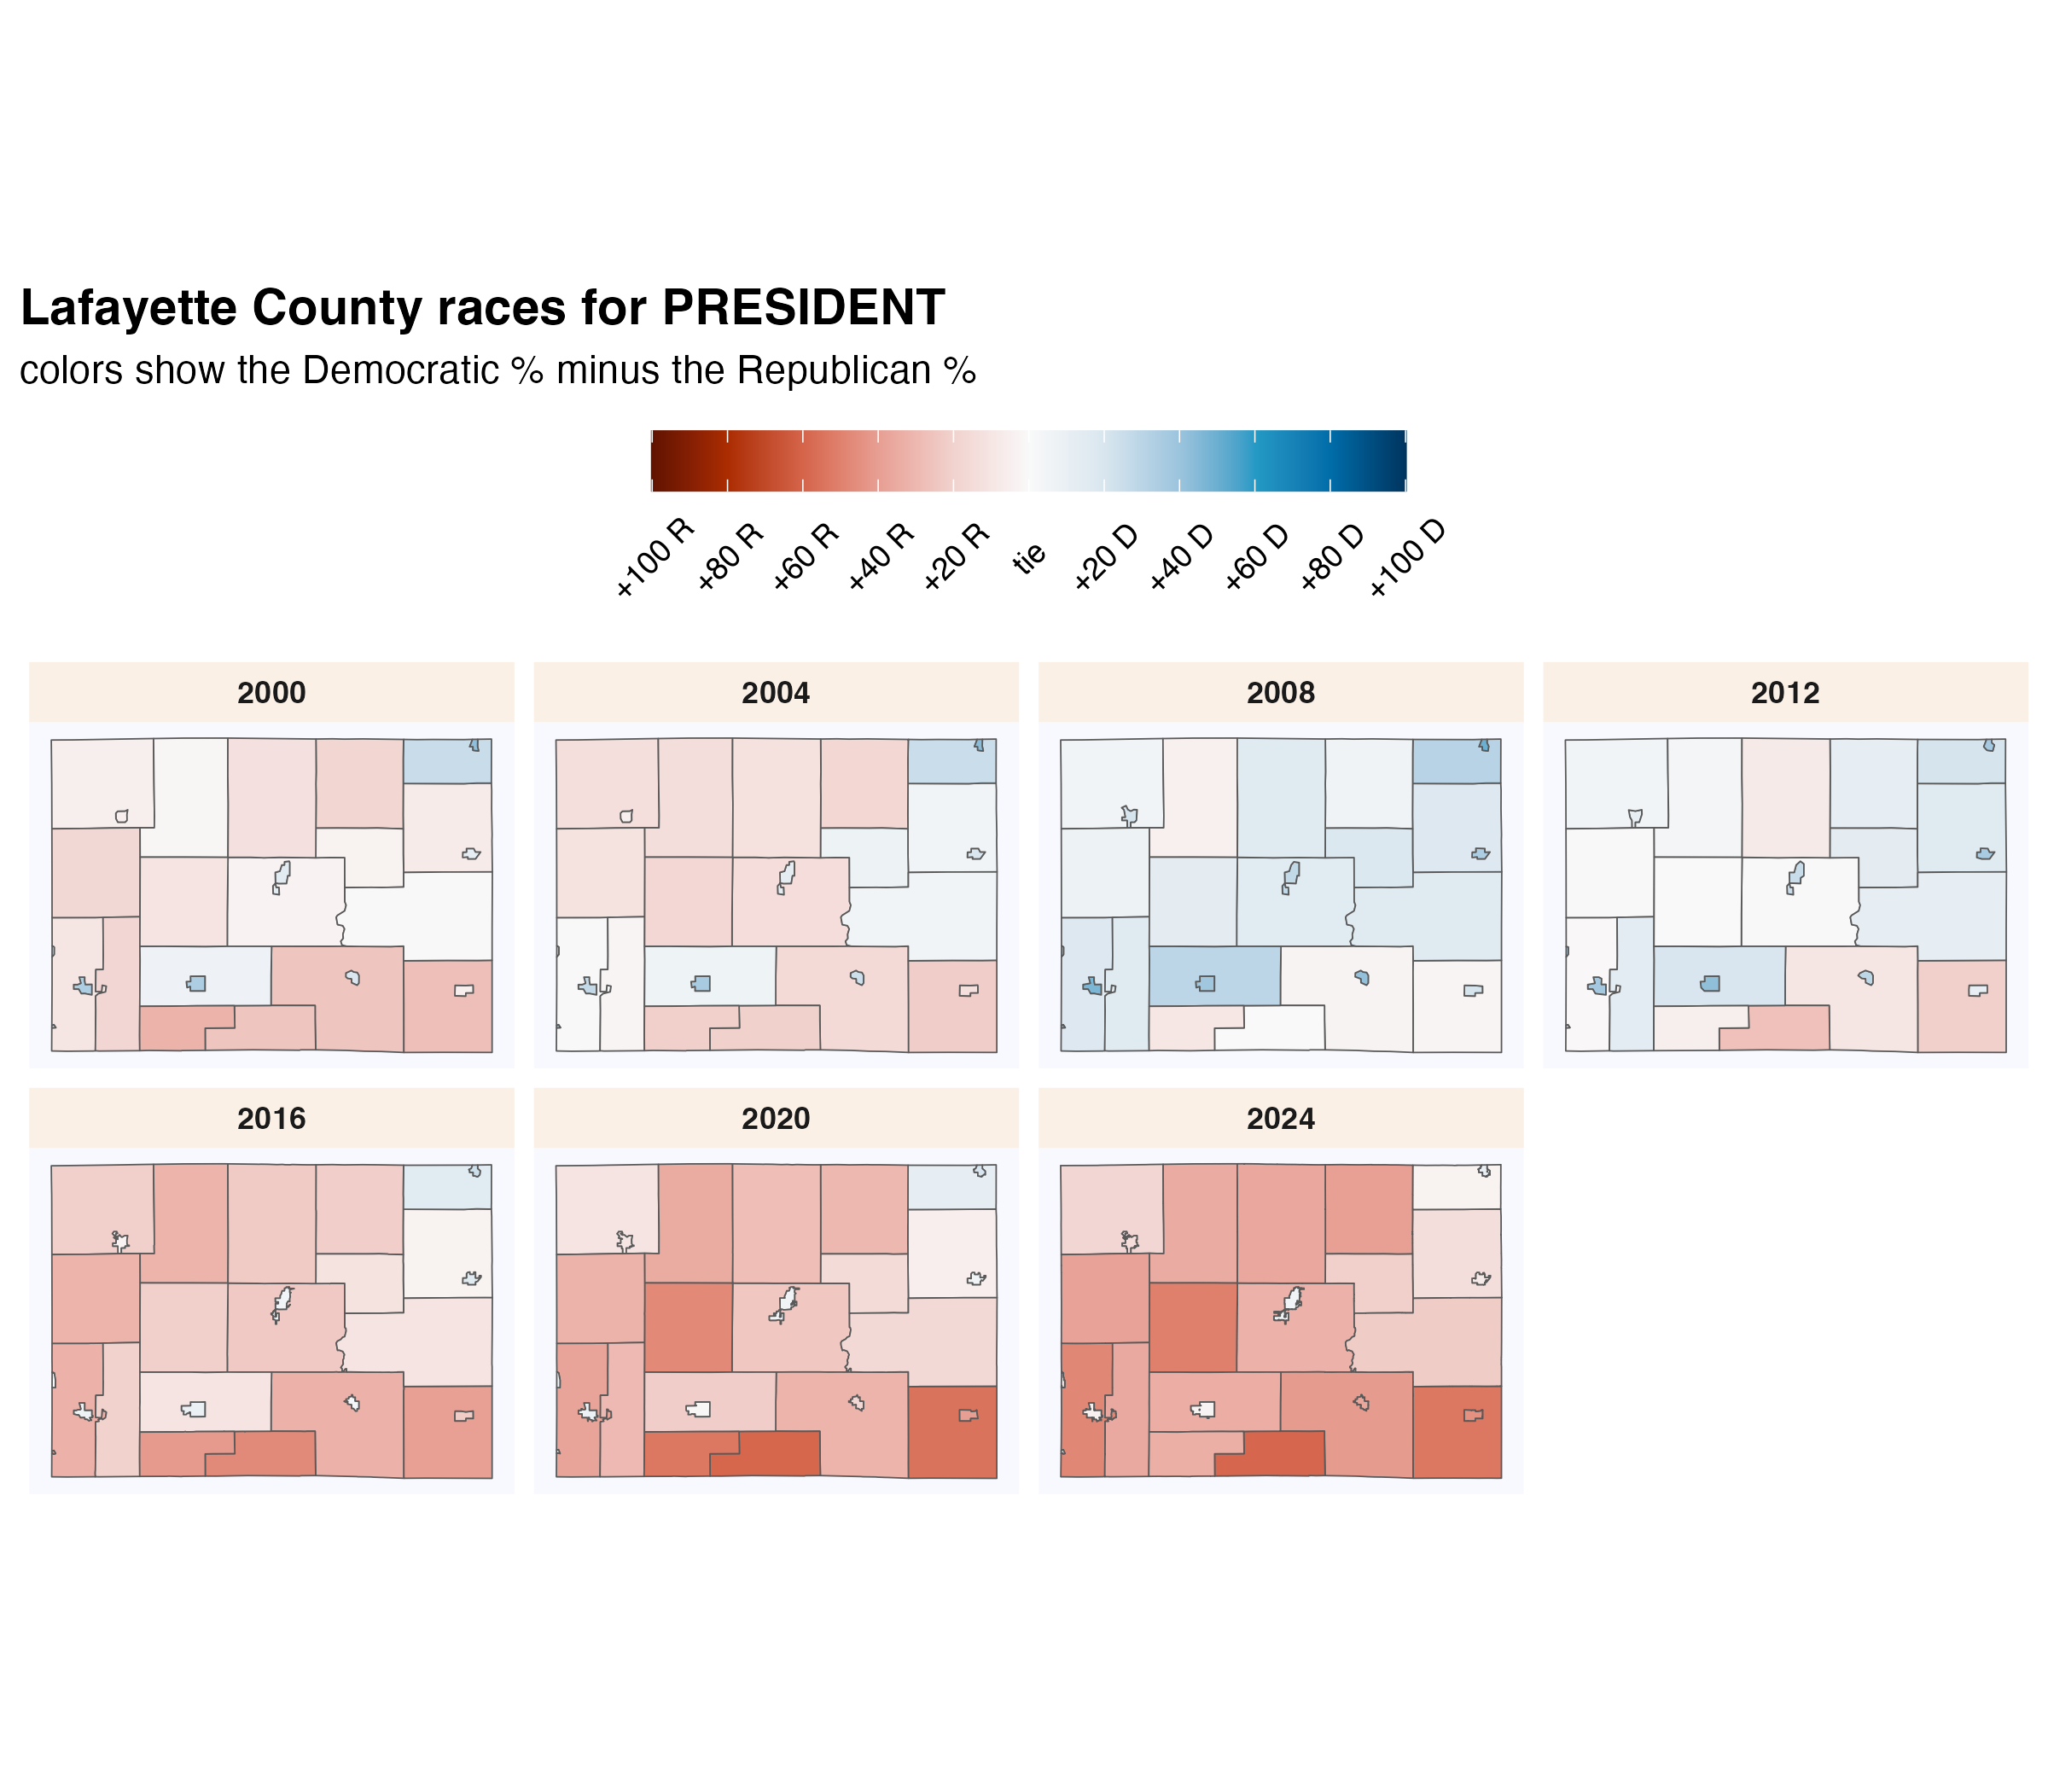 Lafayette County races for PRESIDENT
colors show the Democratic % minus the Republican %
+100 R
+80 R
+60 R
+40 R
+20 R
tie
+20 D
+40 D
+60 D
+80 D
+100 D
2000
2004
2008
2012
2016
2020
2024